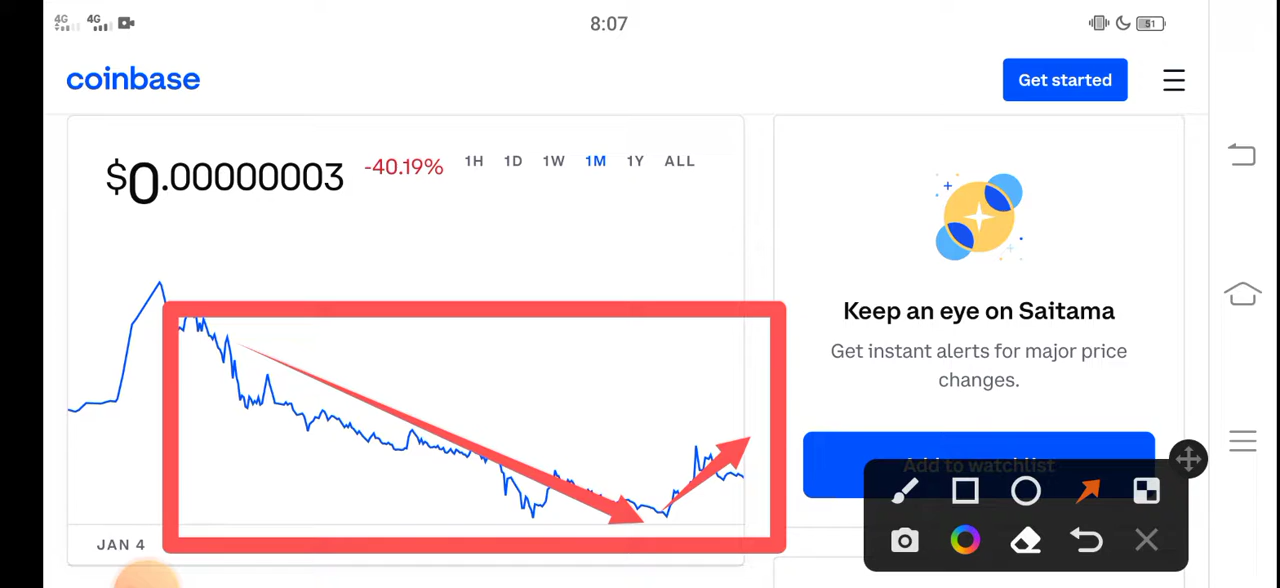 4G 4G 8:07 51
coinbase Get started
$0.00000003 -40.19% 1H 1D 1W 1M 1Y ALL
Keep an eye on Saitama
Get instant alerts for major price
changes.
Add to watchlist
JAN 4